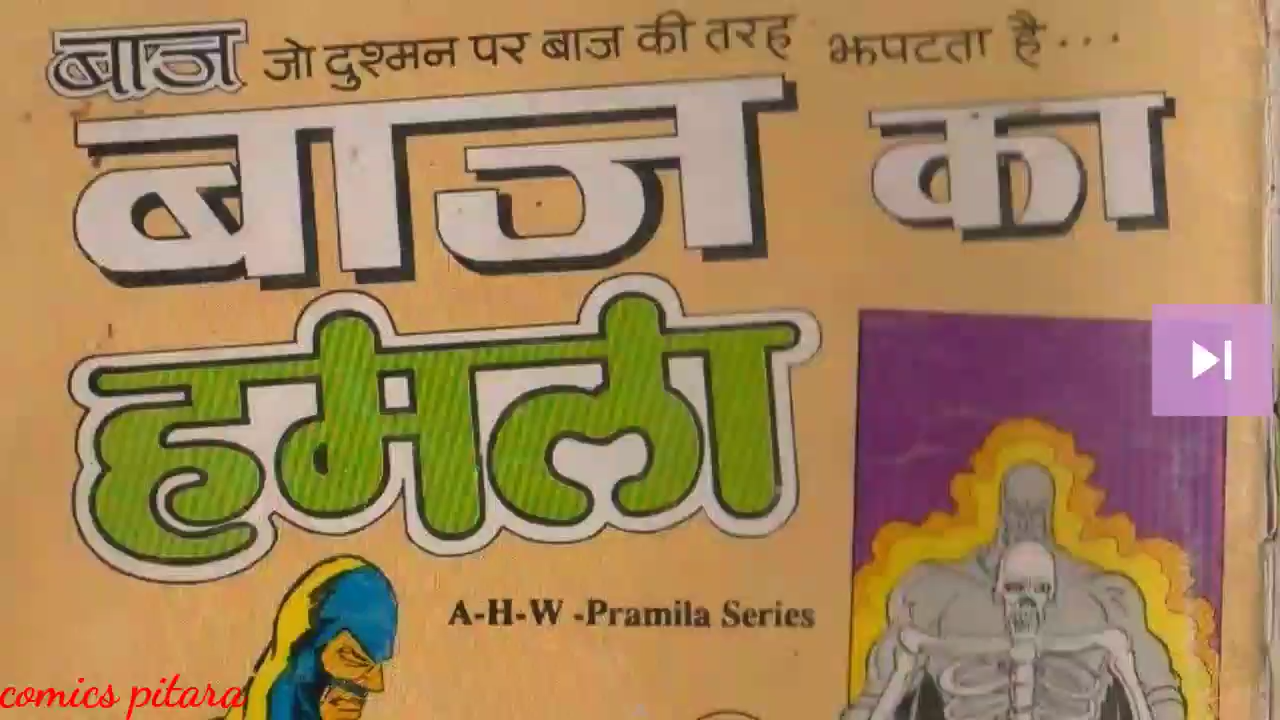 बाज जो दुश्मन पर बाज की तरह झपटता है...
बाज का
हमला
A-H-W -Pramila Series
comics pitara